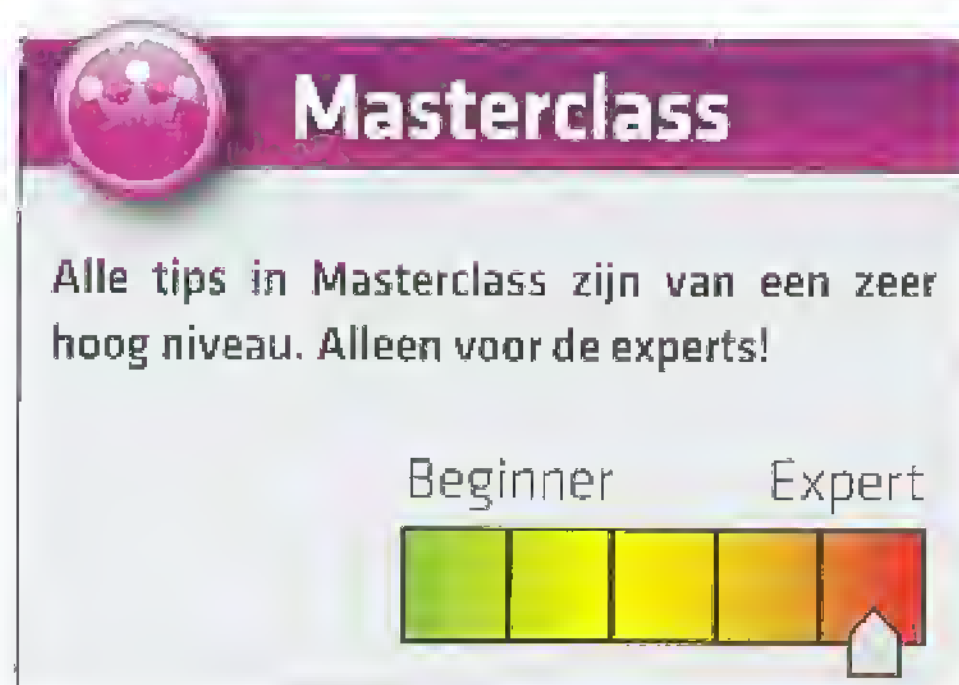 Masterclass
Alle tips in Masterclass zijn van een zeer
hoog niveau. Alleen voor de experts!
Beginner Expert